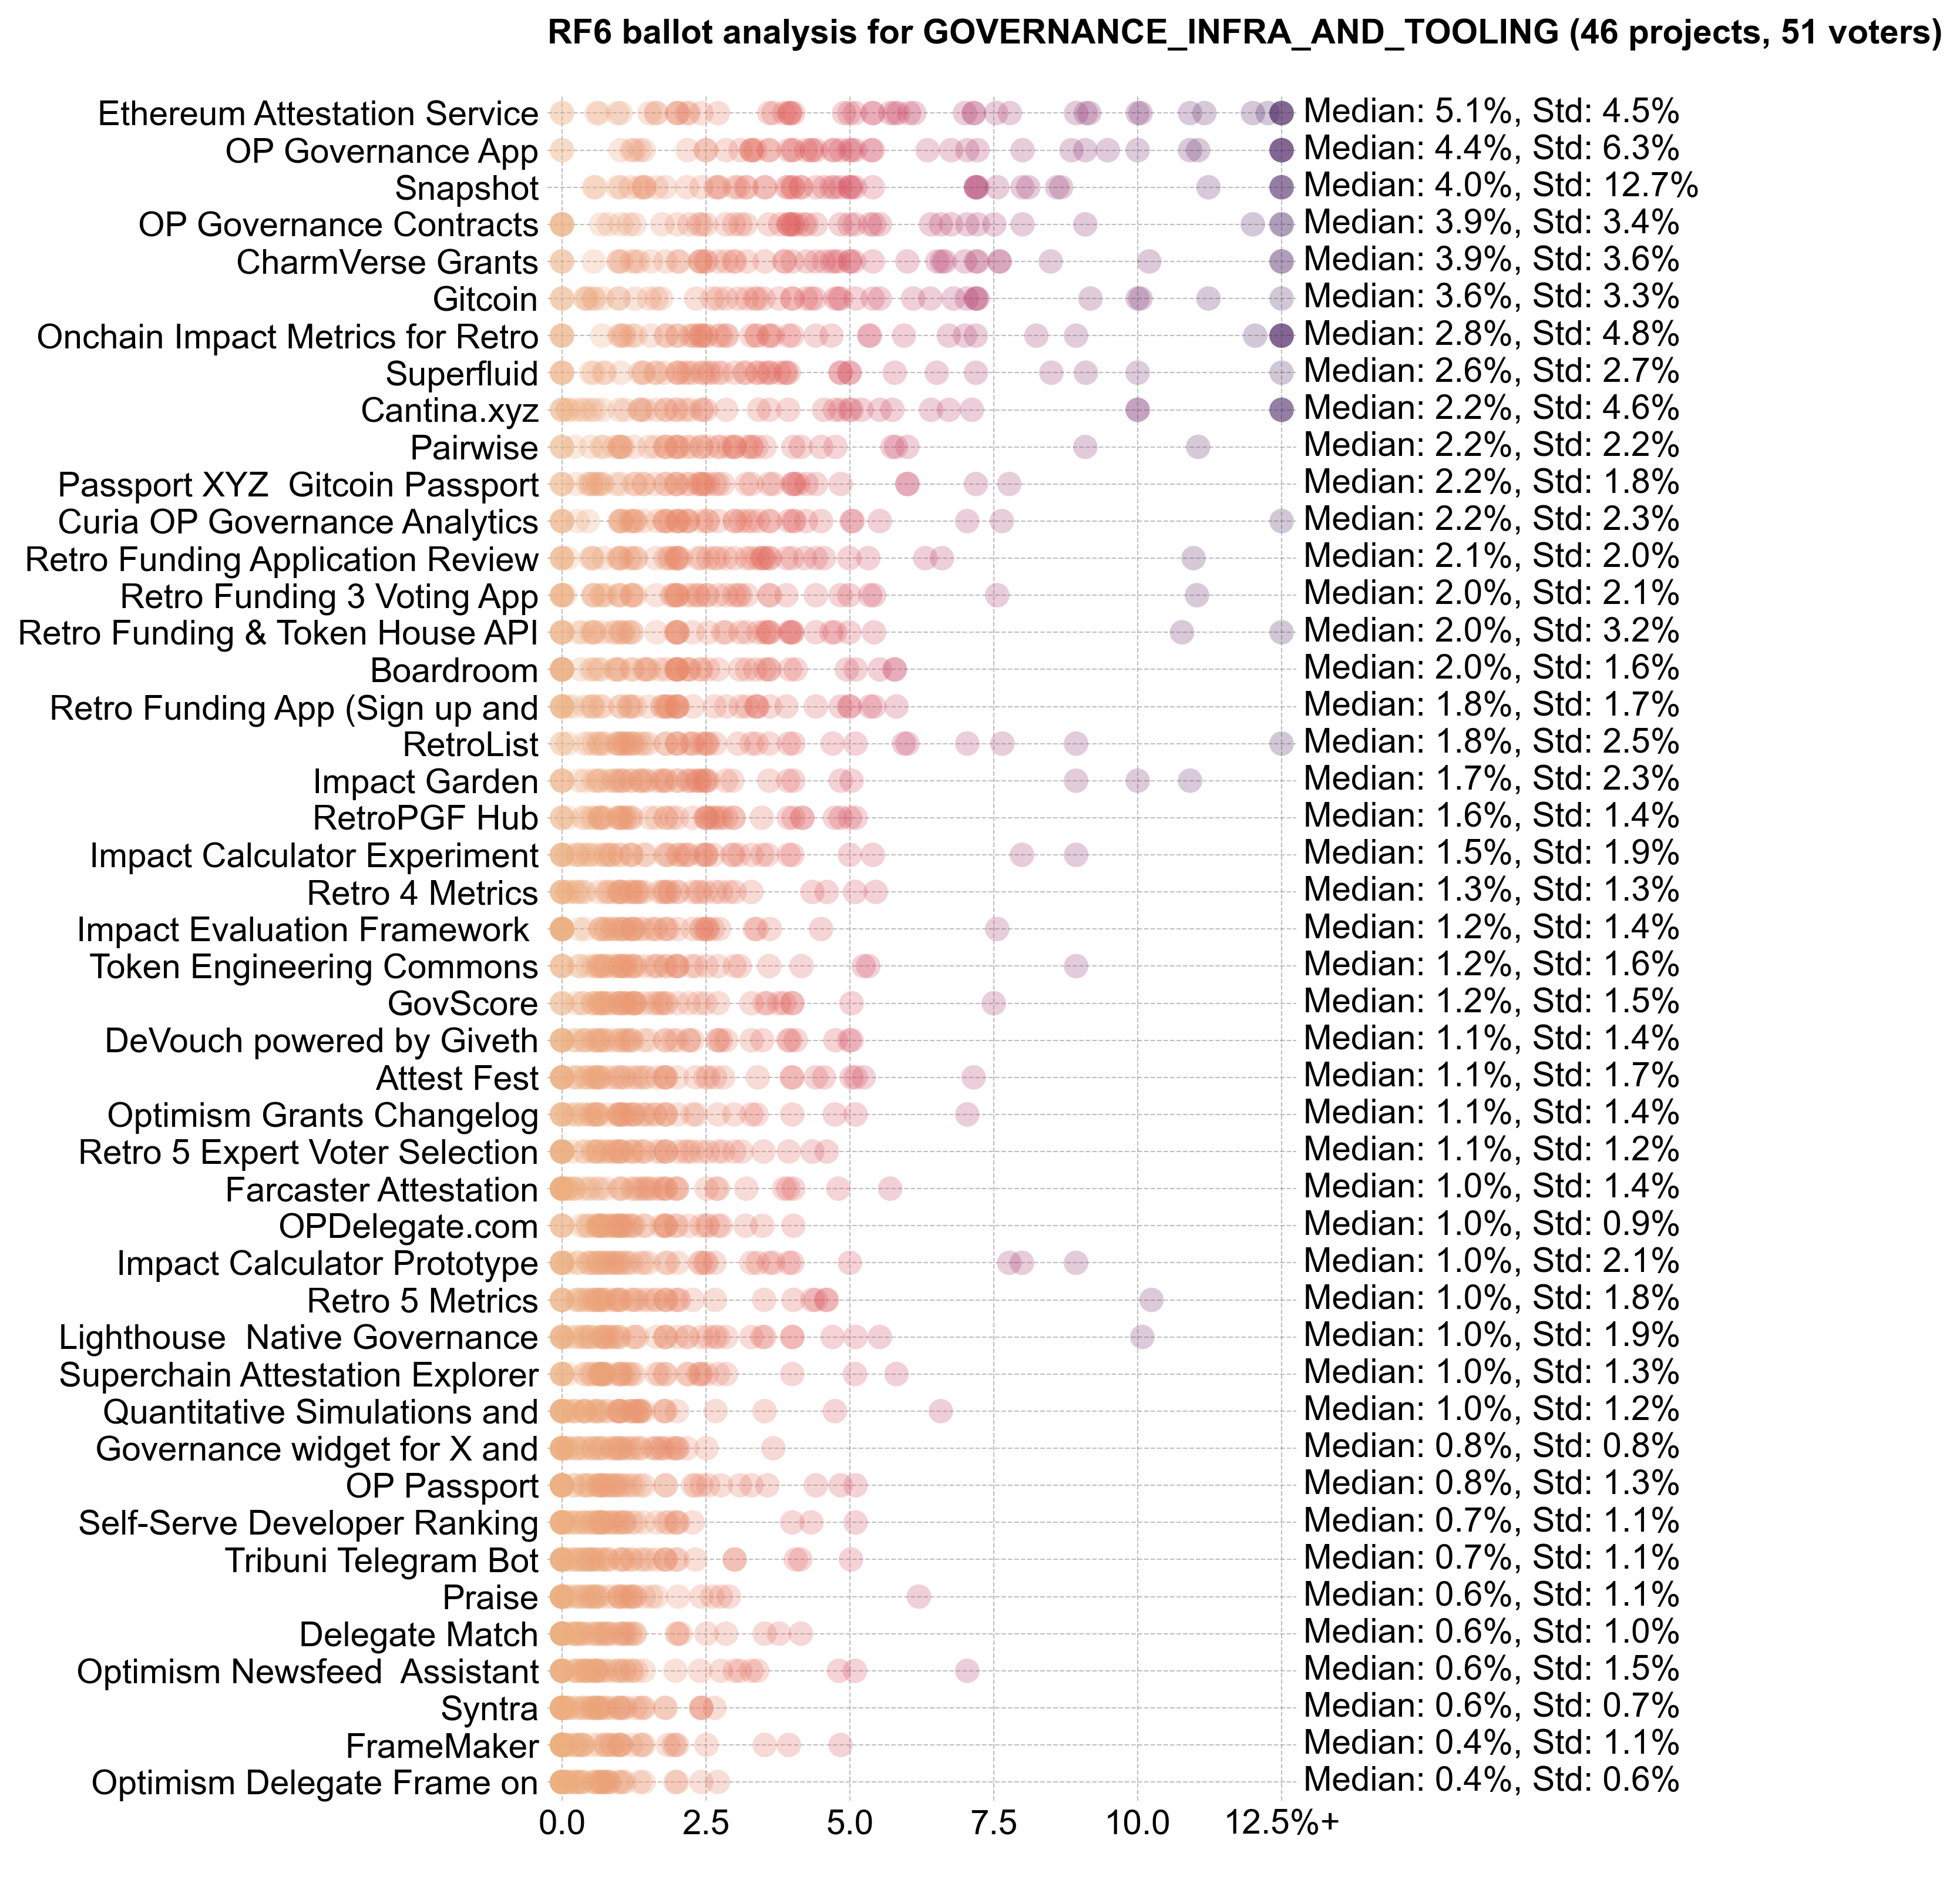 RF6 ballot analysis for GOVERNANCE_INFRA_AND_TOOLING (46 projects, 51 voters)
Ethereum Attestation Service Median: 5.1%, Std: 4.5%
OP Governance App Median: 4.4%, Std: 6.3%
Snapshot Median: 4.0%, Std: 12.7%
OP Governance Contracts Median: 3.9%, Std: 3.4%
CharmVerse Grants Median: 3.9%, Std: 3.6%
Gitcoin Median: 3.6%, Std: 3.3%
Onchain Impact Metrics for Retro Median: 2.8%, Std: 4.8%
Superfluid Median: 2.6%, Std: 2.7%
Cantina.xyz Median: 2.2%, Std: 4.6%
Pairwise Median: 2.2%, Std: 2.2%
Passport XYZ  Gitcoin Passport Median: 2.2%, Std: 1.8%
Curia OP Governance Analytics Median: 2.2%, Std: 2.3%
Retro Funding Application Review Median: 2.1%, Std: 2.0%
Retro Funding 3 Voting App Median: 2.0%, Std: 2.1%
Retro Funding & Token House API Median: 2.0%, Std: 3.2%
Boardroom Median: 2.0%, Std: 1.6%
Retro Funding App (Sign up and Median: 1.8%, Std: 1.7%
RetroList Median: 1.8%, Std: 2.5%
Impact Garden Median: 1.7%, Std: 2.3%
RetroPGF Hub Median: 1.6%, Std: 1.4%
Impact Calculator Experiment Median: 1.5%, Std: 1.9%
Retro 4 Metrics Median: 1.3%, Std: 1.3%
Impact Evaluation Framework Median: 1.2%, Std: 1.4%
Token Engineering Commons Median: 1.2%, Std: 1.6%
GovScore Median: 1.2%, Std: 1.5%
DeVouch powered by Giveth Median: 1.1%, Std: 1.4%
Attest Fest Median: 1.1%, Std: 1.7%
Optimism Grants Changelog Median: 1.1%, Std: 1.4%
Retro 5 Expert Voter Selection Median: 1.1%, Std: 1.2%
Farcaster Attestation Median: 1.0%, Std: 1.4%
OPDelegate.com Median: 1.0%, Std: 0.9%
Impact Calculator Prototype Median: 1.0%, Std: 2.1%
Retro 5 Metrics Median: 1.0%, Std: 1.8%
Lighthouse  Native Governance Median: 1.0%, Std: 1.9%
Superchain Attestation Explorer Median: 1.0%, Std: 1.3%
Quantitative Simulations and Median: 1.0%, Std: 1.2%
Governance widget for X and Median: 0.8%, Std: 0.8%
OP Passport Median: 0.8%, Std: 1.3%
Self-Serve Developer Ranking Median: 0.7%, Std: 1.1%
Tribuni Telegram Bot Median: 0.7%, Std: 1.1%
Praise Median: 0.6%, Std: 1.1%
Delegate Match Median: 0.6%, Std: 1.0%
Optimism Newsfeed  Assistant Median: 0.6%, Std: 1.5%
Syntra Median: 0.6%, Std: 0.7%
FrameMaker Median: 0.4%, Std: 1.1%
Optimism Delegate Frame on Median: 0.4%, Std: 0.6%
0.0 2.5 5.0 7.5 10.0 12.5%+